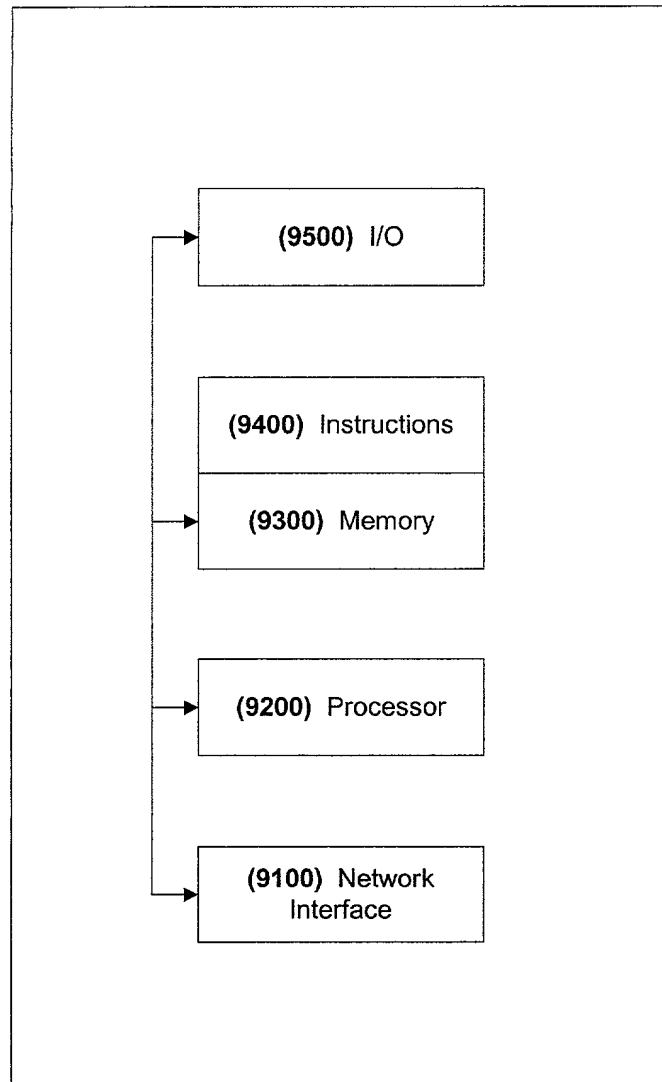 (9500) I/O
(9400) Instructions
(9300) Memory
(9200) Processor
(9100) Network
Interface